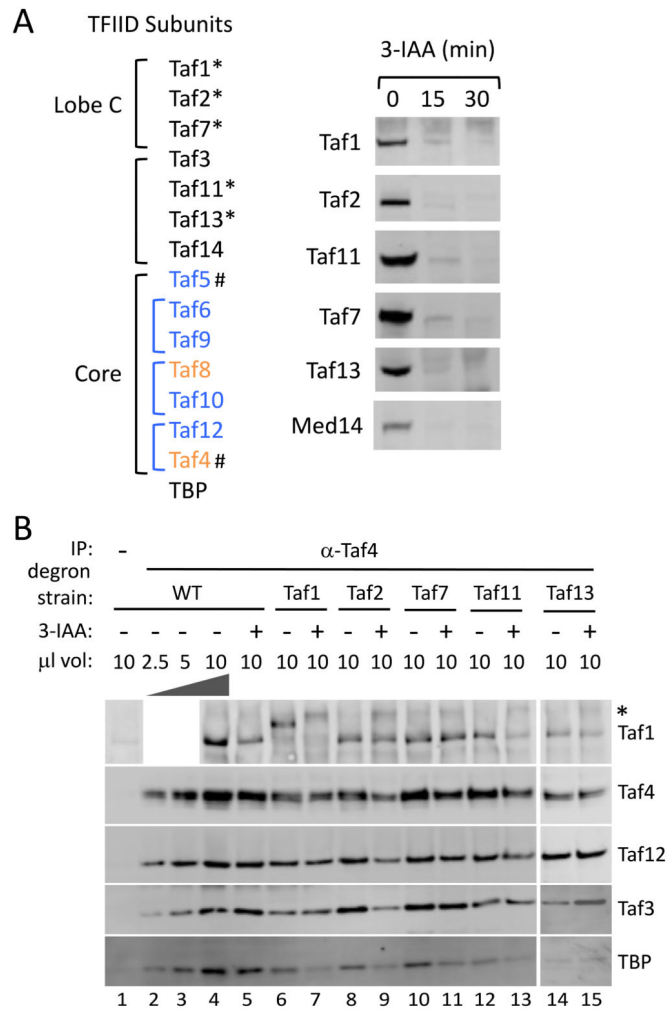 A
TFIID Subunits
3-IAA (min)
0 15 30
Lobe C
Taf1*
Taf2*
Taf7*
Taf3
Taf11*
Taf13*
Taf14
Core
Taf5 #
Taf6
Taf9
Taf8
Taf10
Taf12
Taf4 #
TBP
Taf1
Taf2
Taf11
Taf7
Taf13
Med14
B
IP: - α-Taf4
degron
strain: WT Taf1 Taf2 Taf7 Taf11 Taf13
3-IAA: - - - - + - + - + - + - + - +
μl vol: 10 2.5 5 10 10 10 10 10 10 10 10 10 10 10 10
*
Taf1
Taf4
Taf12
Taf3
TBP
1 2 3 4 5 6 7 8 9 10 11 12 13 14 15